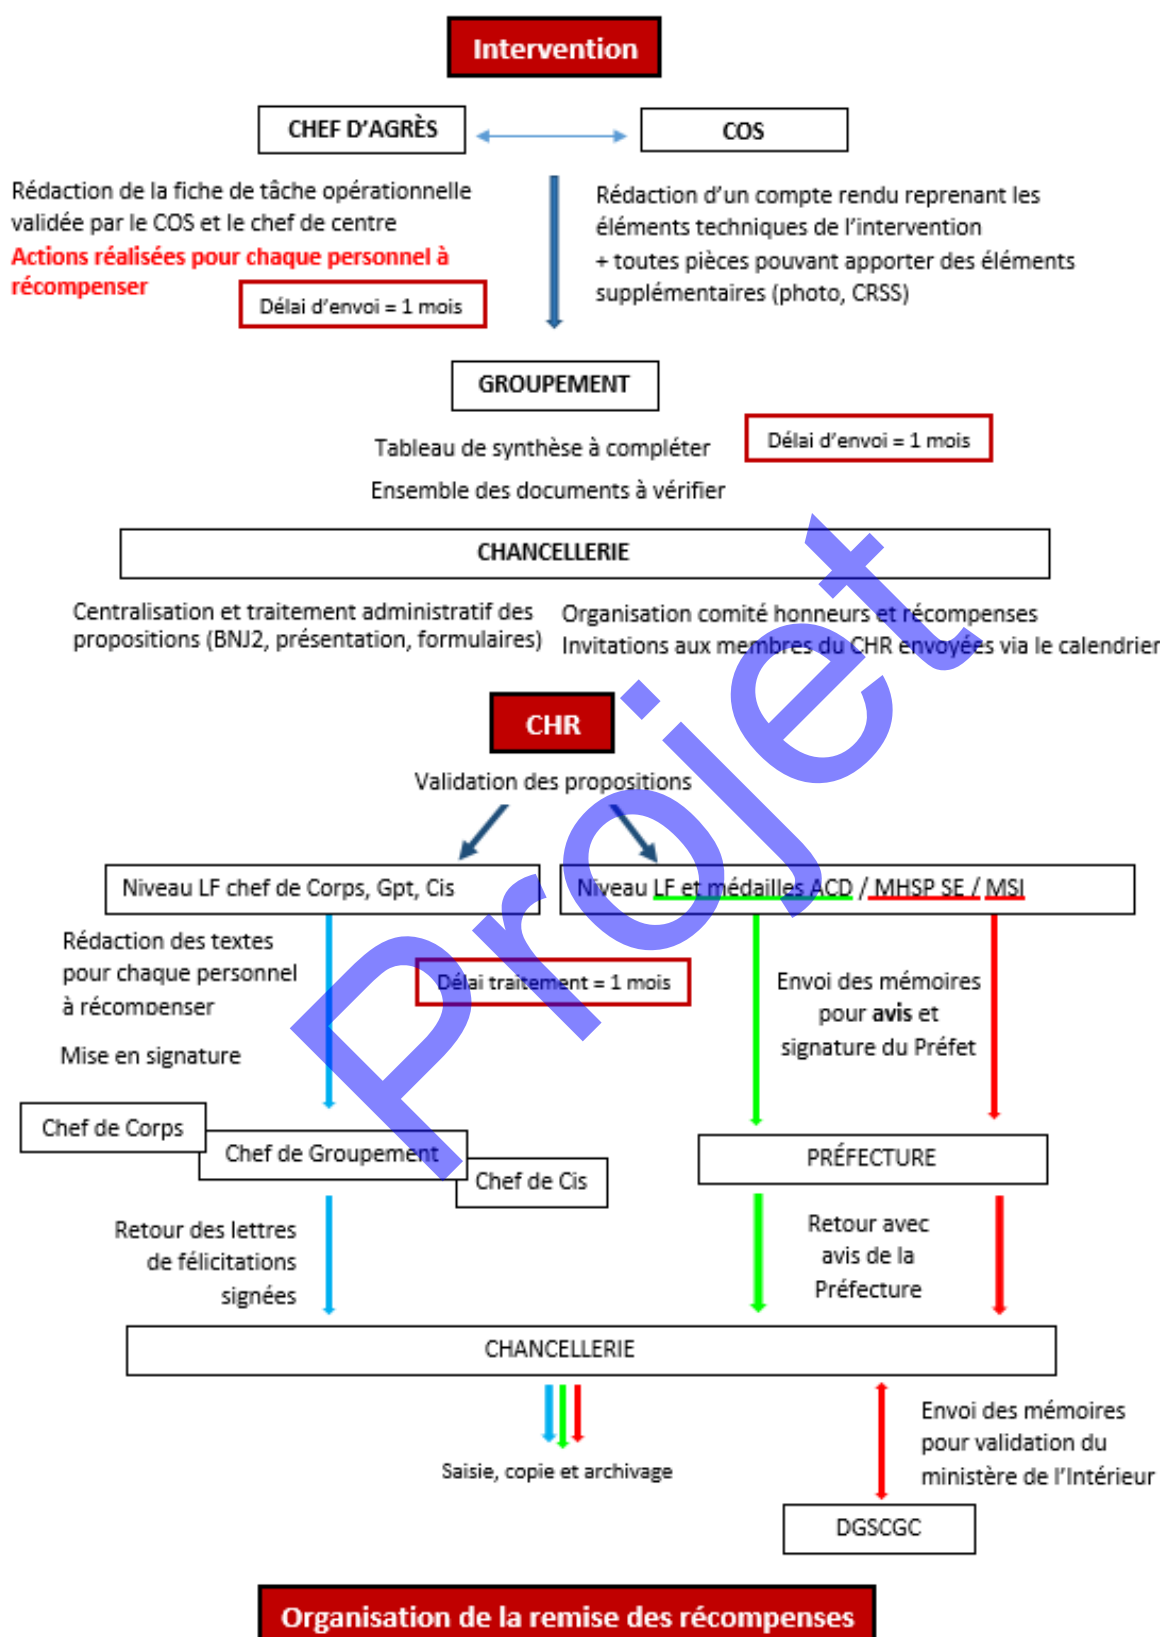 Intervention
CHEF D'AGRÈS
COS
Rédaction de la fiche de tâche opérationnelle
validée par le COS et le chef de centre
Actions réalisées pour chaque personnel à
récompenser
Délai d'envoi = 1 mois
Rédaction d'un compte rendu reprenant les
éléments techniques de l'intervention
+ toutes pièces pouvant apporter des éléments
supplémentaires (photo, CRSS)
GROUPEMENT
Tableau de synthèse à compléter
Délai d'envoi = 1 mois
Ensemble des documents à vérifier
CHANCELLERIE
Centralisation et traitement administratif des
propositions (BNJ2, présentation, formulaires)
Organisation comité honneurs et récompenses
Invitations aux membres du CHR envoyées via le calendrier
CHR
Validation des propositions
Niveau LF chef de Corps, Gpt, Cis
Niveau LF et médailles ACD / MHSP SE / MSI
Rédaction des textes
pour chaque personnel
à récompenser
Mise en signature
Délai traitement = 1 mois
Envoi des mémoires
pour avis et
signature du Préfet
Chef de Corps
Chef de Groupement
Chef de Cis
PRÉFECTURE
Retour des lettres
de félicitations
signées
Retour avec
avis de la
Préfecture
CHANCELLERIE
Saisie, copie et archivage
Envoi des mémoires
pour validation du
ministère de l'Intérieur
DGSCGC
Organisation de la remise des récompenses
Projet